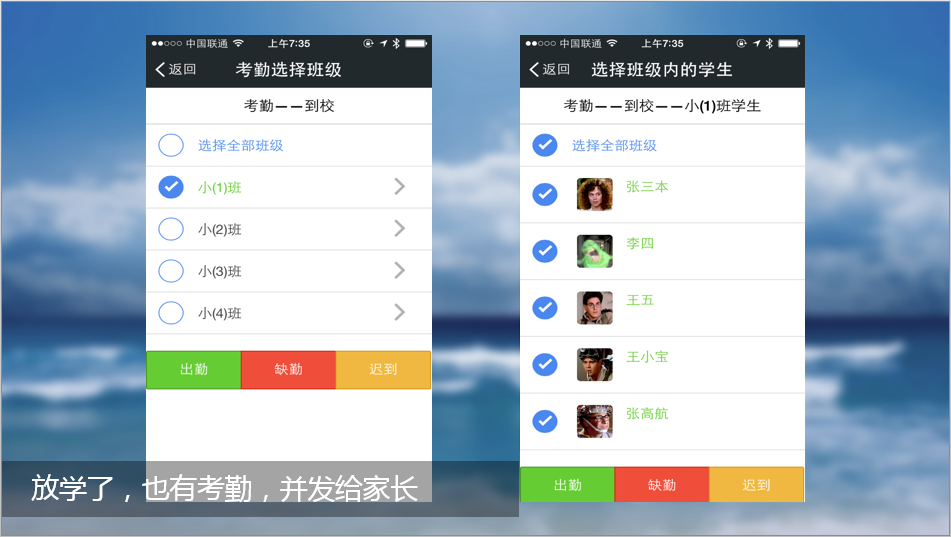 中国联通 上午7:35
返回 考勤选择班级
考勤——到校
选择全部班级
小(1)班
小(2)班
小(3)班
小(4)班
出勤 缺勤 迟到
中国联通 上午7:35
返回 选择班级内的学生
考勤——到校——小(1)班学生
选择全部班级
张三本
李四
王五
王小宝
张高航
出勤 缺勤 迟到
放学了，也有考勤，并发给家长